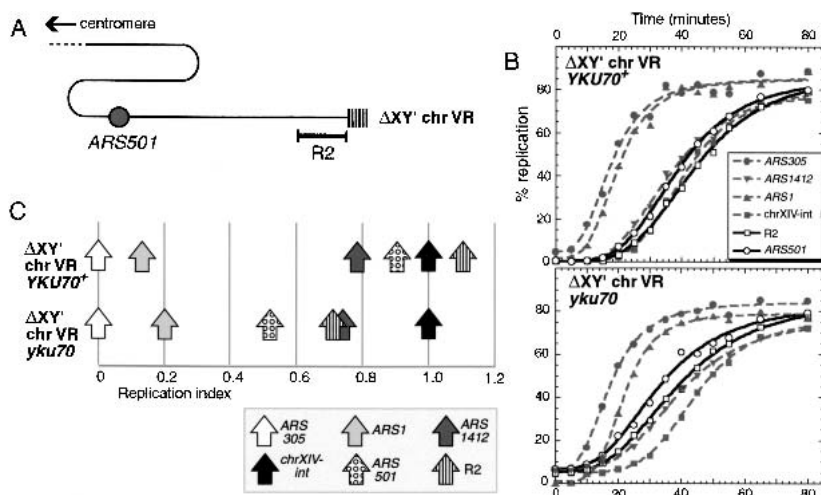 A
centromere
ARS501
ΔXY' chr VR
R2
B
Time (minutes)
0 20 40 60 80
ΔXY' chr VR
YKU70+
80
60
40
20
0
% replication
ARS305
ARS1412
ARS1
chrXIV-int
R2
ARS501
ΔXY' chr VR
yku70
80
60
40
20
0
0 20 40 60 80
C
ΔXY'
chr VR
YKU70+
ΔXY'
chr VR
yku70
0 0.2 0.4 0.6 0.8 1.0 1.2
Replication index
ARS
305
ARS1
ARS
1412
chrXIV-
int
ARS
501
R2